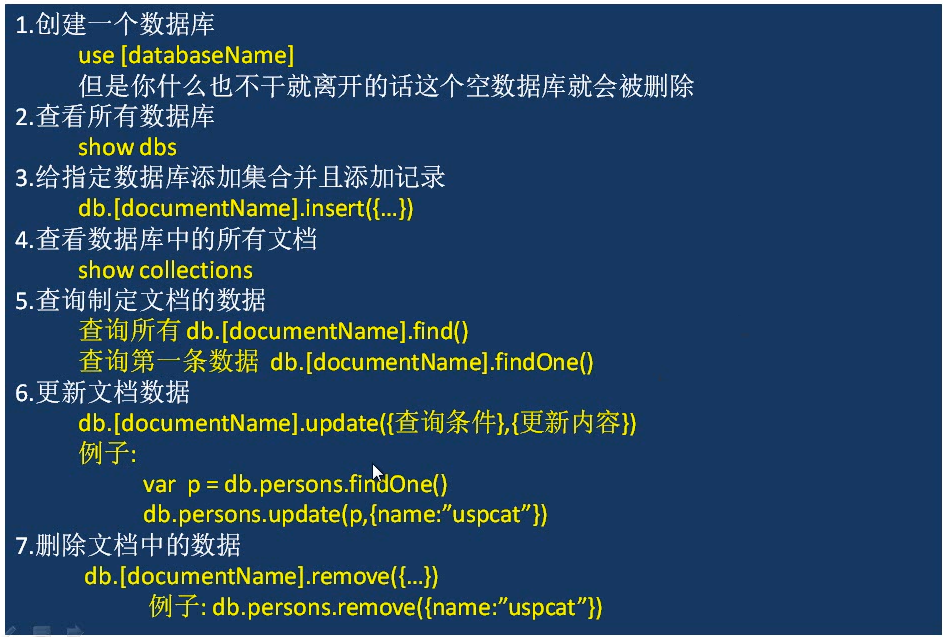 1.创建一个数据库
use [databaseName]
但是你什么也不干就离开的话这个空数据库就会被删除
2.查看所有数据库
show dbs
3.给指定数据库添加集合并且添加记录
db.[documentName].insert({...})
4.查看数据库中的所有文档
show collections
5.查询制定文档的数据
查询所有 db.[documentName].find()
查询第一条数据 db.[documentName].findOne()
6.更新文档数据
db.[documentName].update({查询条件},{更新内容})
例子:
var p = db.persons.findOne()
db.persons.update(p,{name:”uspcat”})
7.删除文档中的数据
db.[documentName].remove({...})
例子: db.persons.remove({name:”uspcat”})